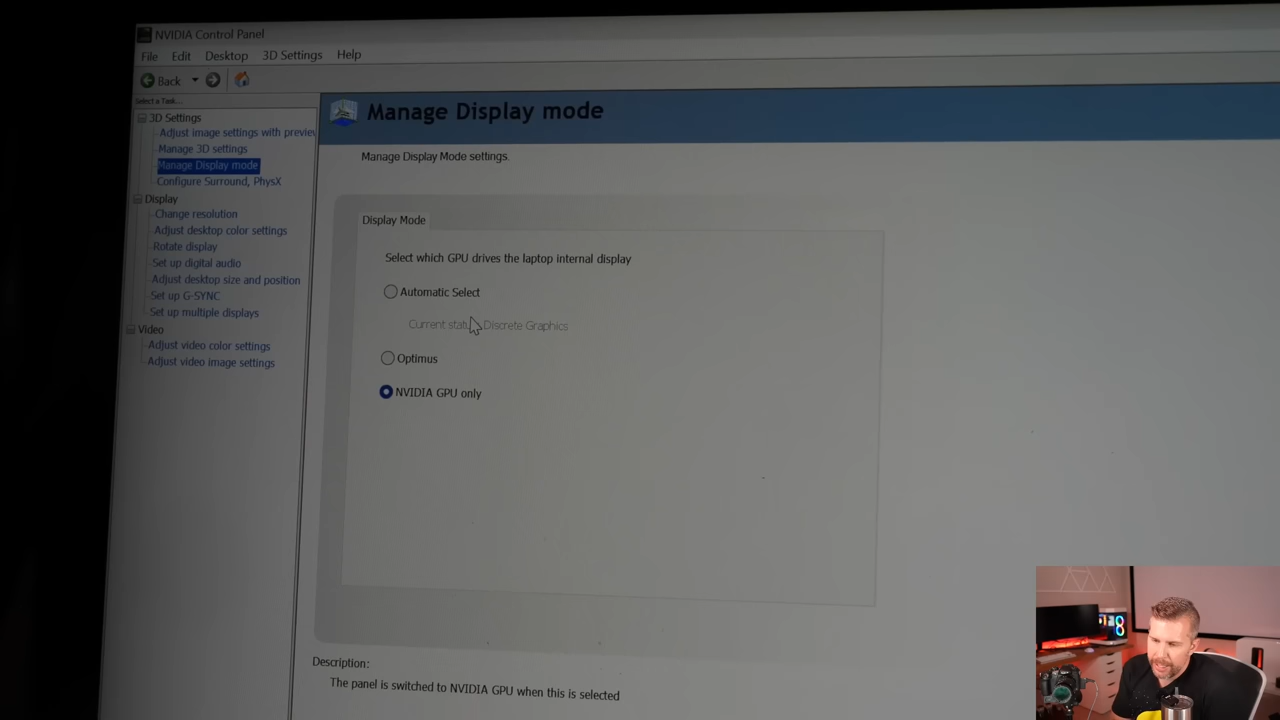 NVIDIA Control Panel
File Edit Desktop 3D Settings Help
Back
Select a Task...
3D Settings
Adjust image settings with preview
Manage 3D settings
Manage Display mode
Configure Surround, PhysX
Display
Change resolution
Adjust desktop color settings
Rotate display
Set up digital audio
Adjust desktop size and position
Set up G-SYNC
Set up multiple displays
Video
Adjust video color settings
Adjust video image settings
Manage Display mode
Manage Display Mode settings.
Display Mode
Select which GPU drives the laptop internal display
Automatic Select
Current status Discrete Graphics
Optimus
NVIDIA GPU only
Description:
The panel is switched to NVIDIA GPU when this is selected